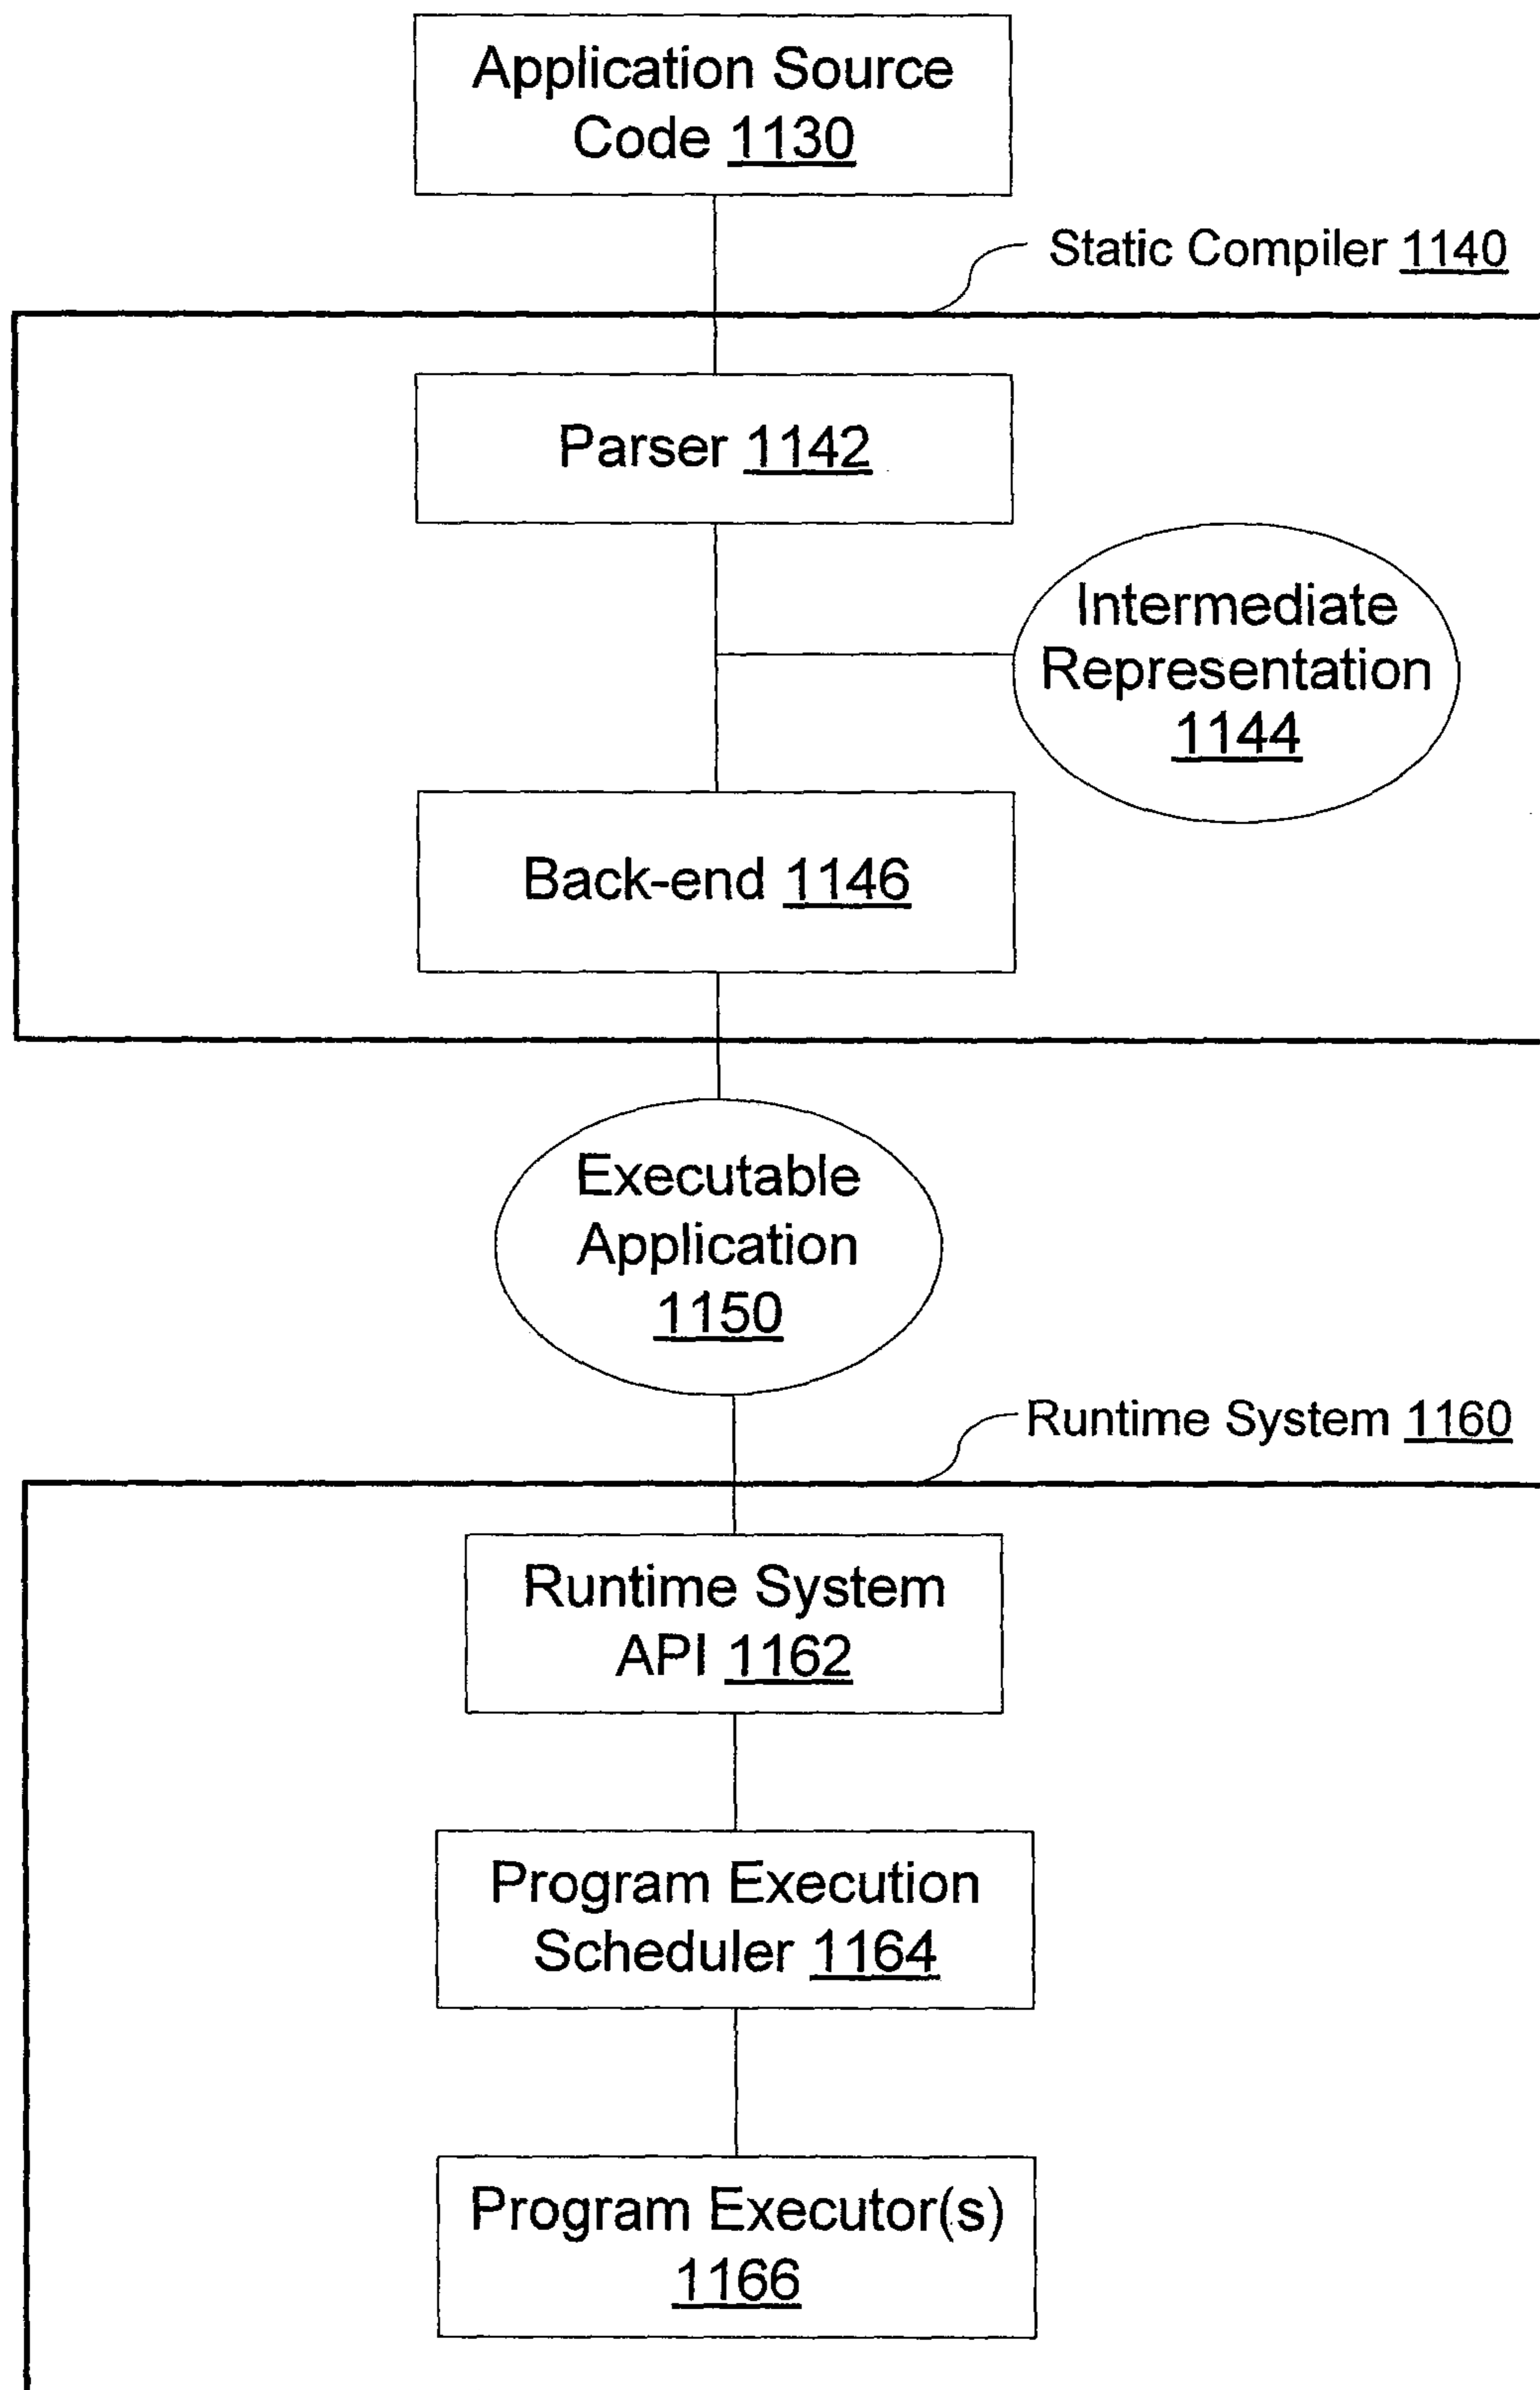 Application Source
Code 1130
Static Compiler 1140
Parser 1142
Intermediate
Representation
1144
Back-end 1146
Executable
Application
1150
Runtime System 1160
Runtime System
API 1162
Program Execution
Scheduler 1164
Program Executor(s)
1166